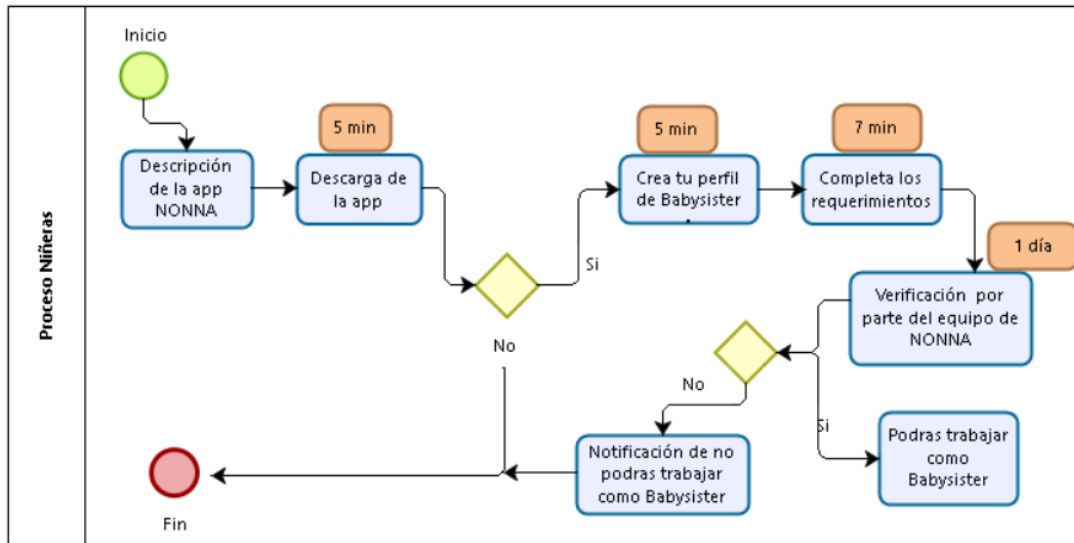 Proceso Niñeras
Inicio
Descripción
de la app
NONNA
5 min
Descarga de
la app
5 min
Crea tu perfil
de Babysister
.
7 min
Completa los
requerimientos
1 día
Verificación por
parte del equipo de
NONNA
Si
No
No
Si
Notificación de no
podras trabajar
como Babysister
Podras trabajar
como
Babysister
Fin